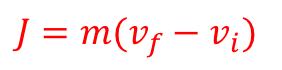 J = m(v_f − v_i)